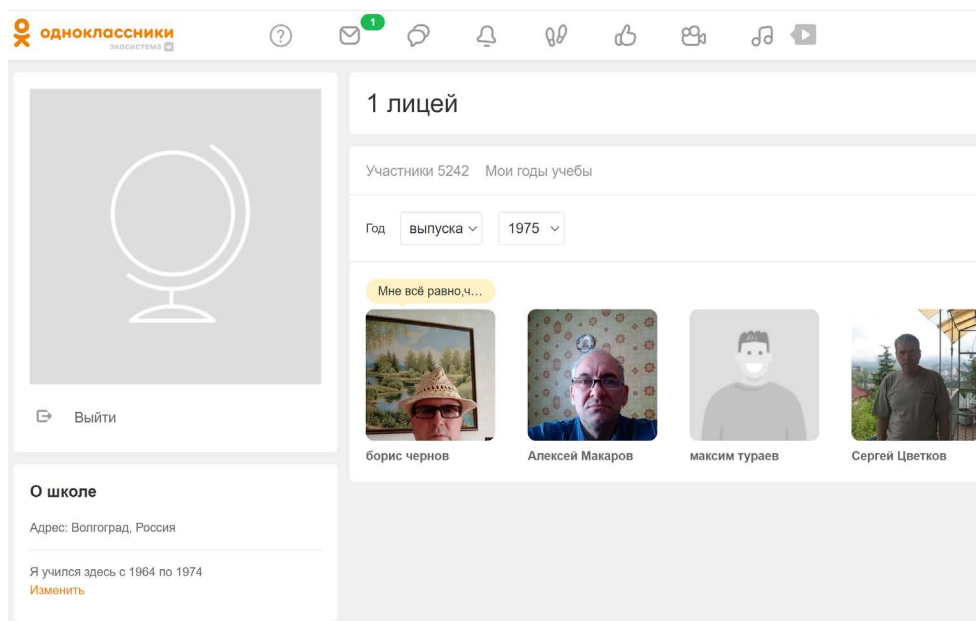 одноклассники
экосистема
1
1 лицей
Участники 5242 Мои годы учебы
Год выпуска 1975
Мне всё равно,ч...
борис чернов Алексей Макаров максим тураев Сергей Цветков
Выйти
О школе
Адрес: Волгоград, Россия
Я учился здесь с 1964 по 1974
Изменить